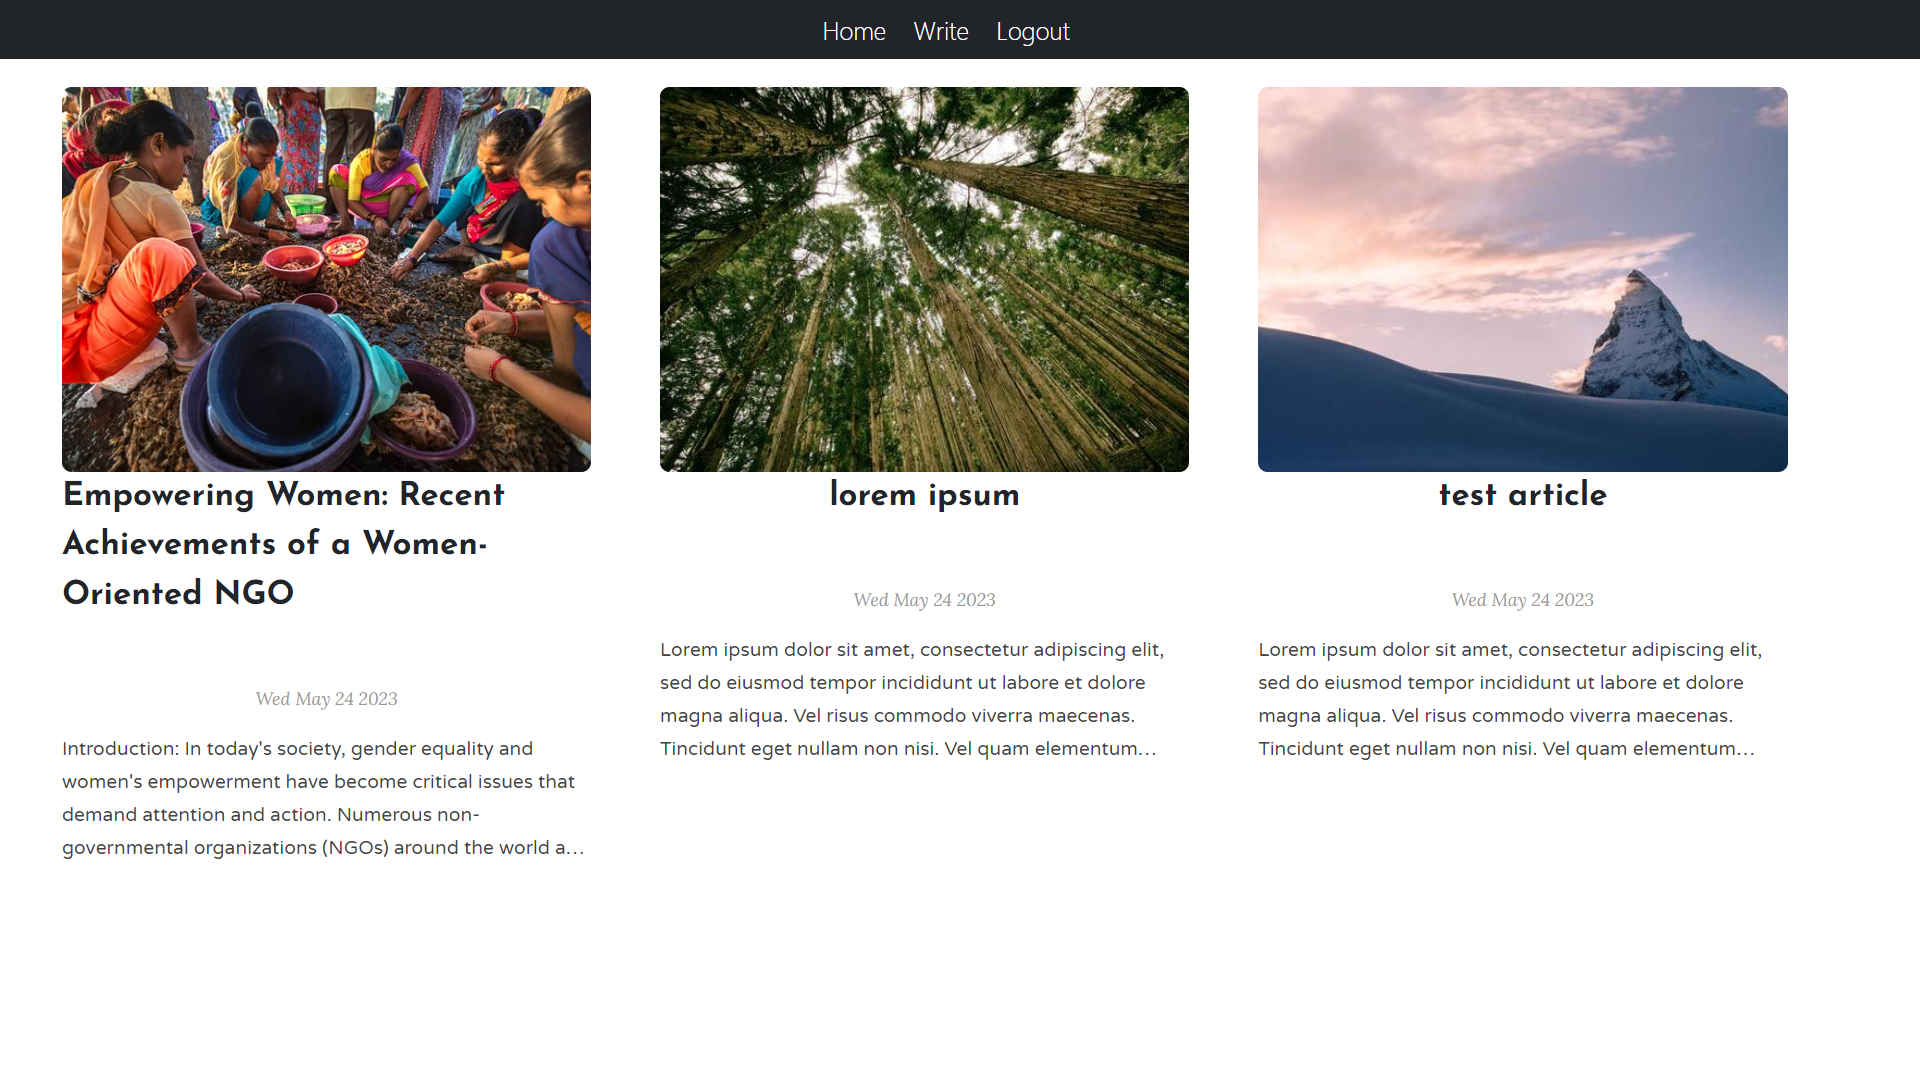 Home Write Logout
Empowering Women: Recent
Achievements of a Women-
Oriented NGO
Wed May 24 2023
Introduction: In today's society, gender equality and
women's empowerment have become critical issues that
demand attention and action. Numerous non-
governmental organizations (NGOs) around the world a...
lorem ipsum
Wed May 24 2023
Lorem ipsum dolor sit amet, consectetur adipiscing elit,
sed do eiusmod tempor incididunt ut labore et dolore
magna aliqua. Vel risus commodo viverra maecenas.
Tincidunt eget nullam non nisi. Vel quam elementum...
test article
Wed May 24 2023
Lorem ipsum dolor sit amet, consectetur adipiscing elit,
sed do eiusmod tempor incididunt ut labore et dolore
magna aliqua. Vel risus commodo viverra maecenas.
Tincidunt eget nullam non nisi. Vel quam elementum...